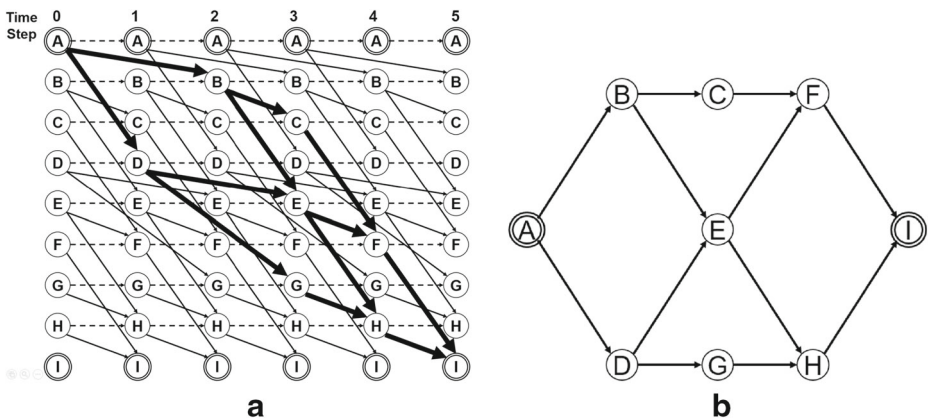 Time Step 0 1 2 3 4 5
A A A A A A
B B B B B B
C C C C C C
D D D D D D
E E E E E E
F F F F F F
G G G G G G
H H H H H H
I I I I I I
a
B C F
A E I
D G H
b